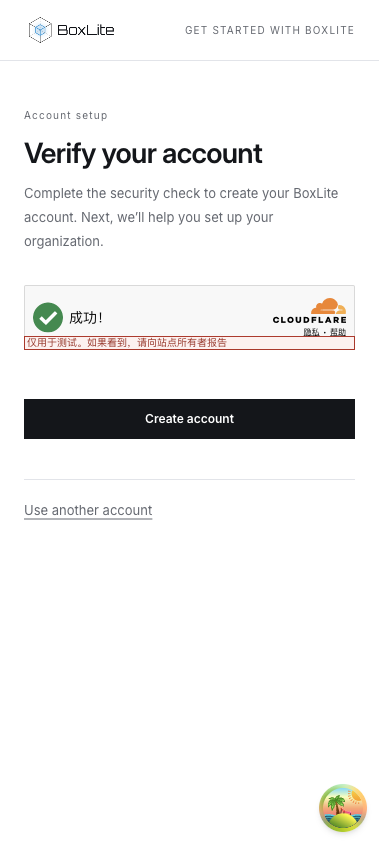 BoxLite
GET STARTED WITH BOXLITE
Account setup
Verify your account
Complete the security check to create your BoxLite
account. Next, we’ll help you set up your
organization.
成功！
CLOUDFLARE
隐私 • 帮助
仅用于测试。如果看到，请向站点所有者报告
Create account
Use another account